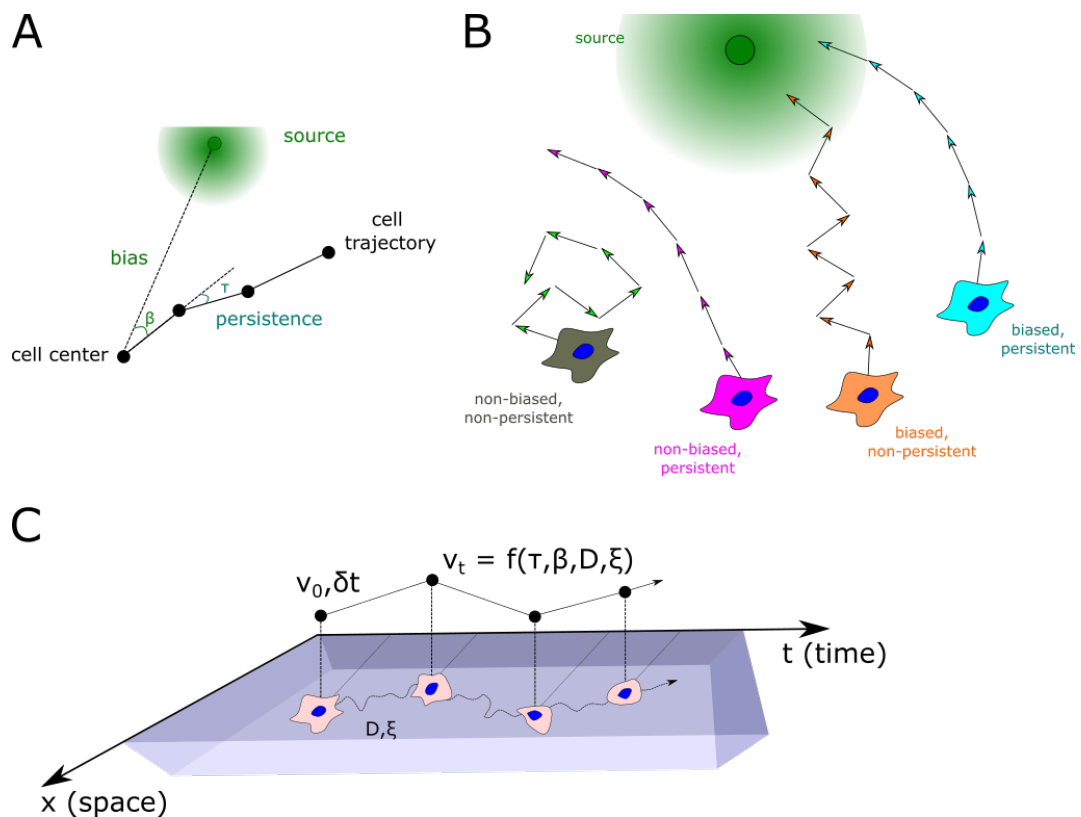 A
source
bias
β
τ
persistence
cell
trajectory
cell center
B
source
non-biased,
non-persistent
non-biased,
persistent
biased,
non-persistent
biased,
persistent
C
v₀,δt
vₜ = f(τ,β,D,ξ)
t (time)
D,ξ
x (space)